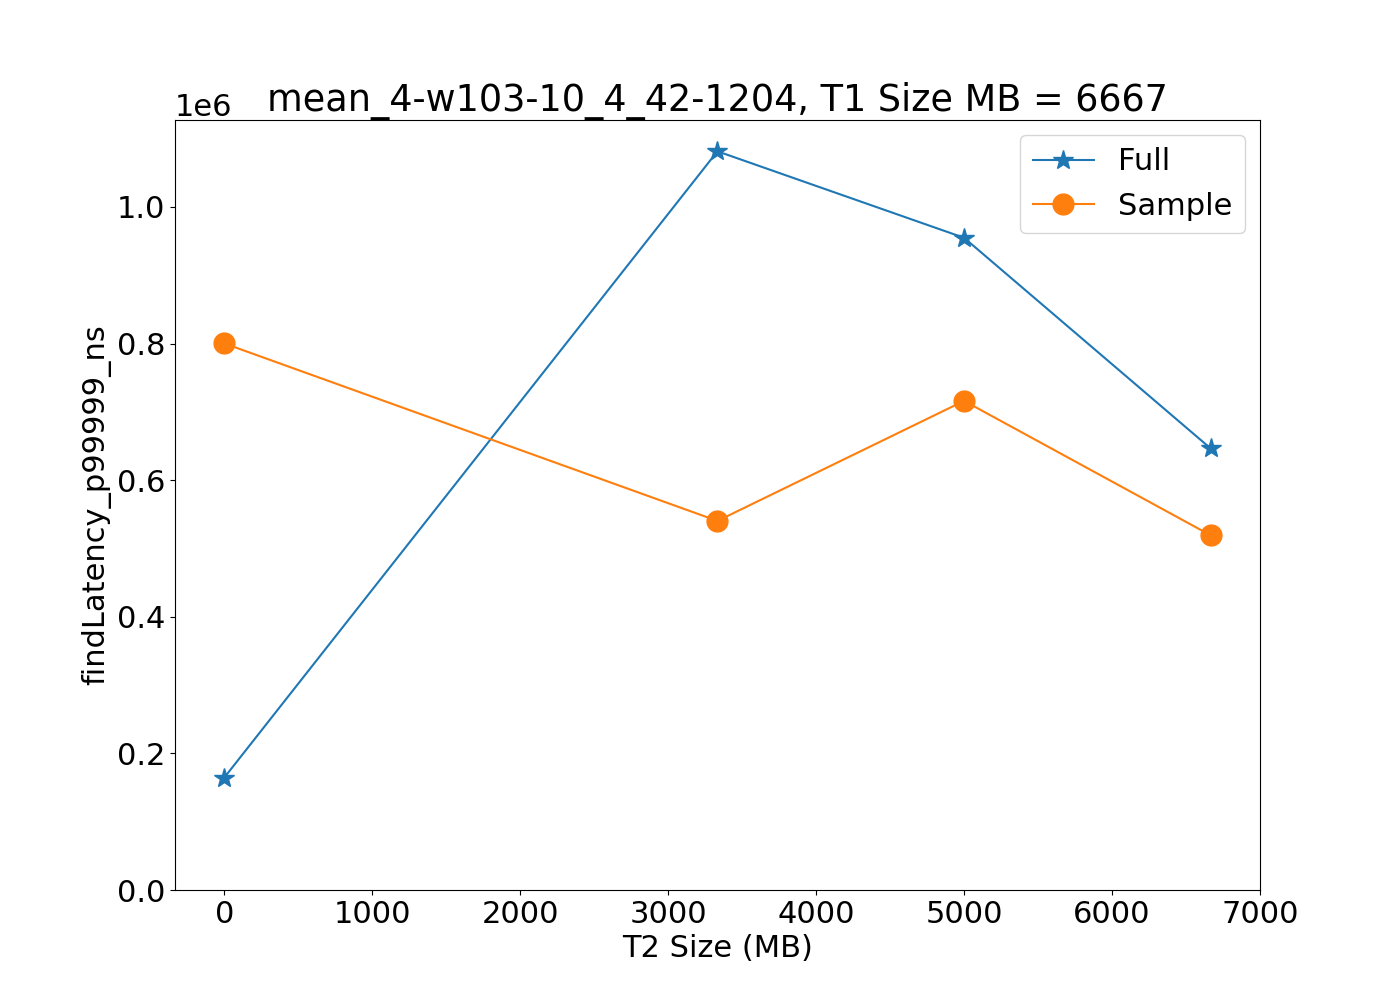 1e6
mean_4-w103-10_4_42-1204, T1 Size MB = 6667
Full
Sample
findLatency_p99999_ns
1.0
0.8
0.6
0.4
0.2
0.0
0 1000 2000 3000 4000 5000 6000 7000
T2 Size (MB)